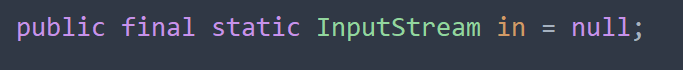 public final static InputStream in = null;